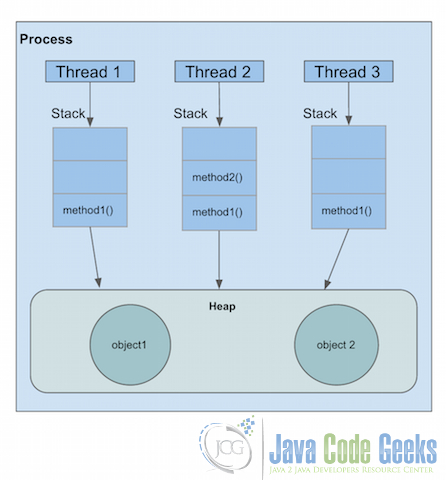 Process
Thread 1 Thread 2 Thread 3
Stack Stack Stack
method2()
method1() method1() method1()
Heap
object1 object 2
JCG Java Code Geeks
JAVA 2 JAVA DEVELOPERS RESOURCE CENTER